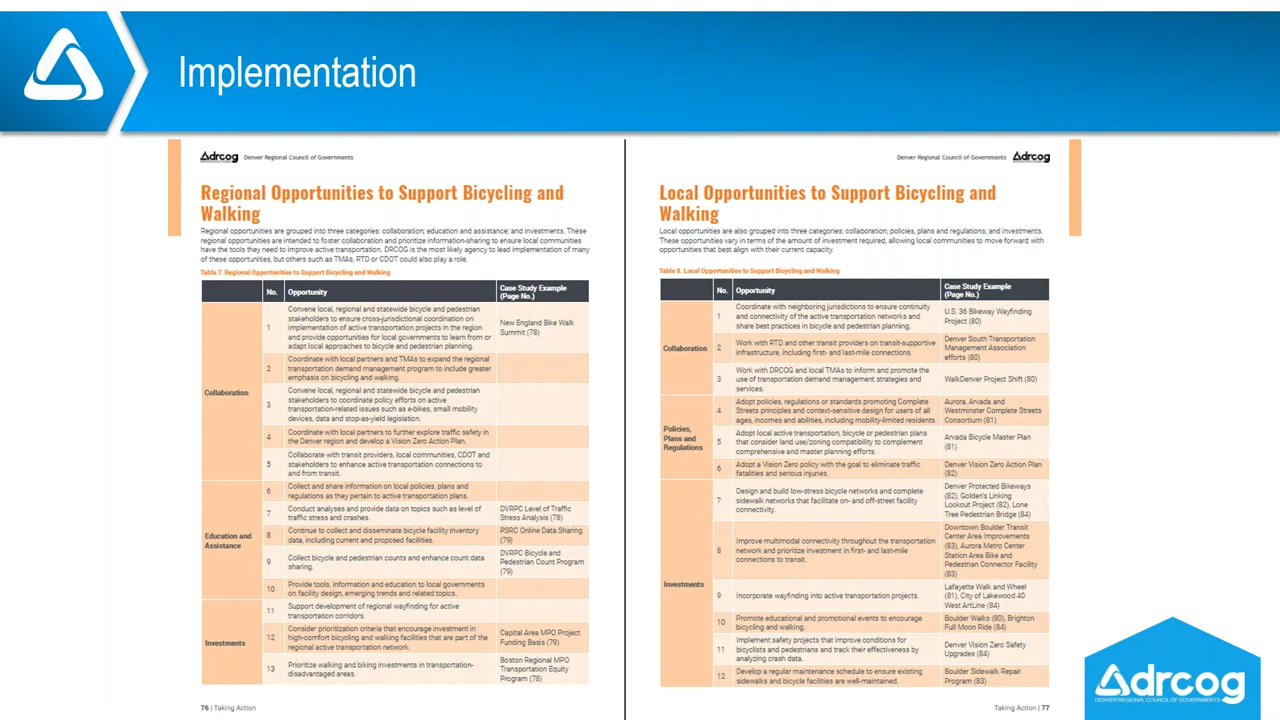 Implementation
drcog Denver Regional Council of Governments
Regional Opportunities to Support Bicycling and
Walking
Regional opportunities are grouped into three categories: collaboration; education and assistance; and investments. These
regional opportunities are intended to foster collaboration and prioritize information-sharing to ensure local communities
have the tools they need to improve active transportation. DRCOG is the most likely agency to lead implementation of many
of these opportunities, but others such as TMAs, RTD or CDOT could also play a role.
Table 7. Regional Opportunities to Support Bicycling and Walking
No. Opportunity Case Study Example
(Page No.)
Collaboration
1 Convene local, regional and statewide bicycle and pedestrian
stakeholders to ensure cross-jurisdictional coordination on
implementation of active transportation projects in the region
and provide opportunities for local governments to learn from or
adapt local approaches to bicycle and pedestrian planning.
New England Bike Walk
Summit (78)
2 Coordinate with local partners and TMAs to expand the regional
transportation demand management program to include greater
emphasis on bicycling and walking.
3 Convene local, regional and statewide bicycle and pedestrian
stakeholders to coordinate policy efforts on active
transportation-related issues such as e-bikes, small mobility
devices, data and stop-as-yield legislation.
4 Coordinate with local partners to further explore traffic safety in
the Denver region and develop a Vision Zero Action Plan.
5 Collaborate with transit providers, local communities, CDOT and
stakeholders to enhance active transportation connections to
and from transit.
Education and
Assistance
6 Collect and share information on local policies, plans and
regulations as they pertain to active transportation plans.
7 Conduct analyses and provide data on topics such as level of
traffic stress and crashes.
DVRPC Level of Traffic
Stress Analysis (78)
8 Continue to collect and disseminate bicycle facility inventory
data, including current and proposed facilities.
PSRC Online Data Sharing
(79)
9 Collect bicycle and pedestrian counts and enhance count data
sharing.
DVRPC Bicycle and
Pedestrian Count Program
(79)
10 Provide tools, information and education to local governments
on facility design, emerging trends and related topics.
Investments
11 Support development of regional wayfinding for active
transportation corridors.
12 Consider prioritization criteria that encourage investment in
high-comfort bicycling and walking facilities that are part of the
regional active transportation network.
Capital Area MPO Project
Funding Basis (79)
13 Prioritize walking and biking investments in transportation-
disadvantaged areas.
Boston Regional MPO
Transportation Equity
Program (78)
76 | Taking Action
Denver Regional Council of Governments drcog
Local Opportunities to Support Bicycling and
Walking
Local opportunities are also grouped into three categories: collaboration; policies, plans and regulations; and investments.
These opportunities vary in terms of the amount of investment required, allowing local communities to move forward with
opportunities that best align with their current capacity.
Table 8. Local Opportunities to Support Bicycling and Walking
No. Opportunity Case Study Example
(Page No.)
Collaboration
1 Coordinate with neighboring jurisdictions to ensure continuity
and connectivity of the active transportation networks and
share best practices in bicycle and pedestrian planning.
U.S. 36 Bikeway Wayfinding
Project (80)
2 Work with RTD and other transit providers on transit-supportive
infrastructure, including first- and last-mile connections.
Denver South Transportation
Management Association
efforts (80)
3 Work with DRCOG and local TMAs to inform and promote the
use of transportation demand management strategies and
services.
WalkDenver Project Shift (80)
Policies,
Plans and
Regulations
4 Adopt policies, regulations or standards promoting Complete
Streets principles and context-sensitive design for users of all
ages, incomes and abilities, including mobility-limited residents.
Aurora, Arvada and
Westminster Complete Streets
Consortium (81)
5 Adopt local active transportation, bicycle or pedestrian plans
that consider land use/zoning compatibility to complement
comprehensive and master planning efforts.
Arvada Bicycle Master Plan
(81)
6 Adopt a Vision Zero policy with the goal to eliminate traffic
fatalities and serious injuries.
Denver Vision Zero Action Plan
(82)
Investments
7 Design and build low-stress bicycle networks and complete
sidewalk networks that facilitate on- and off-street facility
connectivity.
Denver Protected Bikeways
(82), Golden's Linking
Lookout Project (82), Lone
Tree Pedestrian Bridge (84)
8 Improve multimodal connectivity throughout the transportation
network and prioritize investment in first- and last-mile
connections to transit.
Downtown Boulder Transit
Center Area Improvements
(83), Aurora Metro Center
Station Area Bike and
Pedestrian Connector Facility
(83)
9 Incorporate wayfinding into active transportation projects.
Lafayette Walk and Wheel
(81), City of Lakewood 40
West ArtLine (84)
10 Promote educational and promotional events to encourage
bicycling and walking.
Boulder Walks (80), Brighton
Full Moon Ride (84)
11 Implement safety projects that improve conditions for
bicyclists and pedestrians and track their effectiveness by
analyzing crash data.
Denver Vision Zero Safety
Upgrades (84)
12 Develop a regular maintenance schedule to ensure existing
sidewalks and bicycle facilities are well-maintained.
Boulder Sidewalk Repair
Program (83)
Taking Action | 77
drcog
DENVER REGIONAL COUNCIL OF GOVERNMENTS